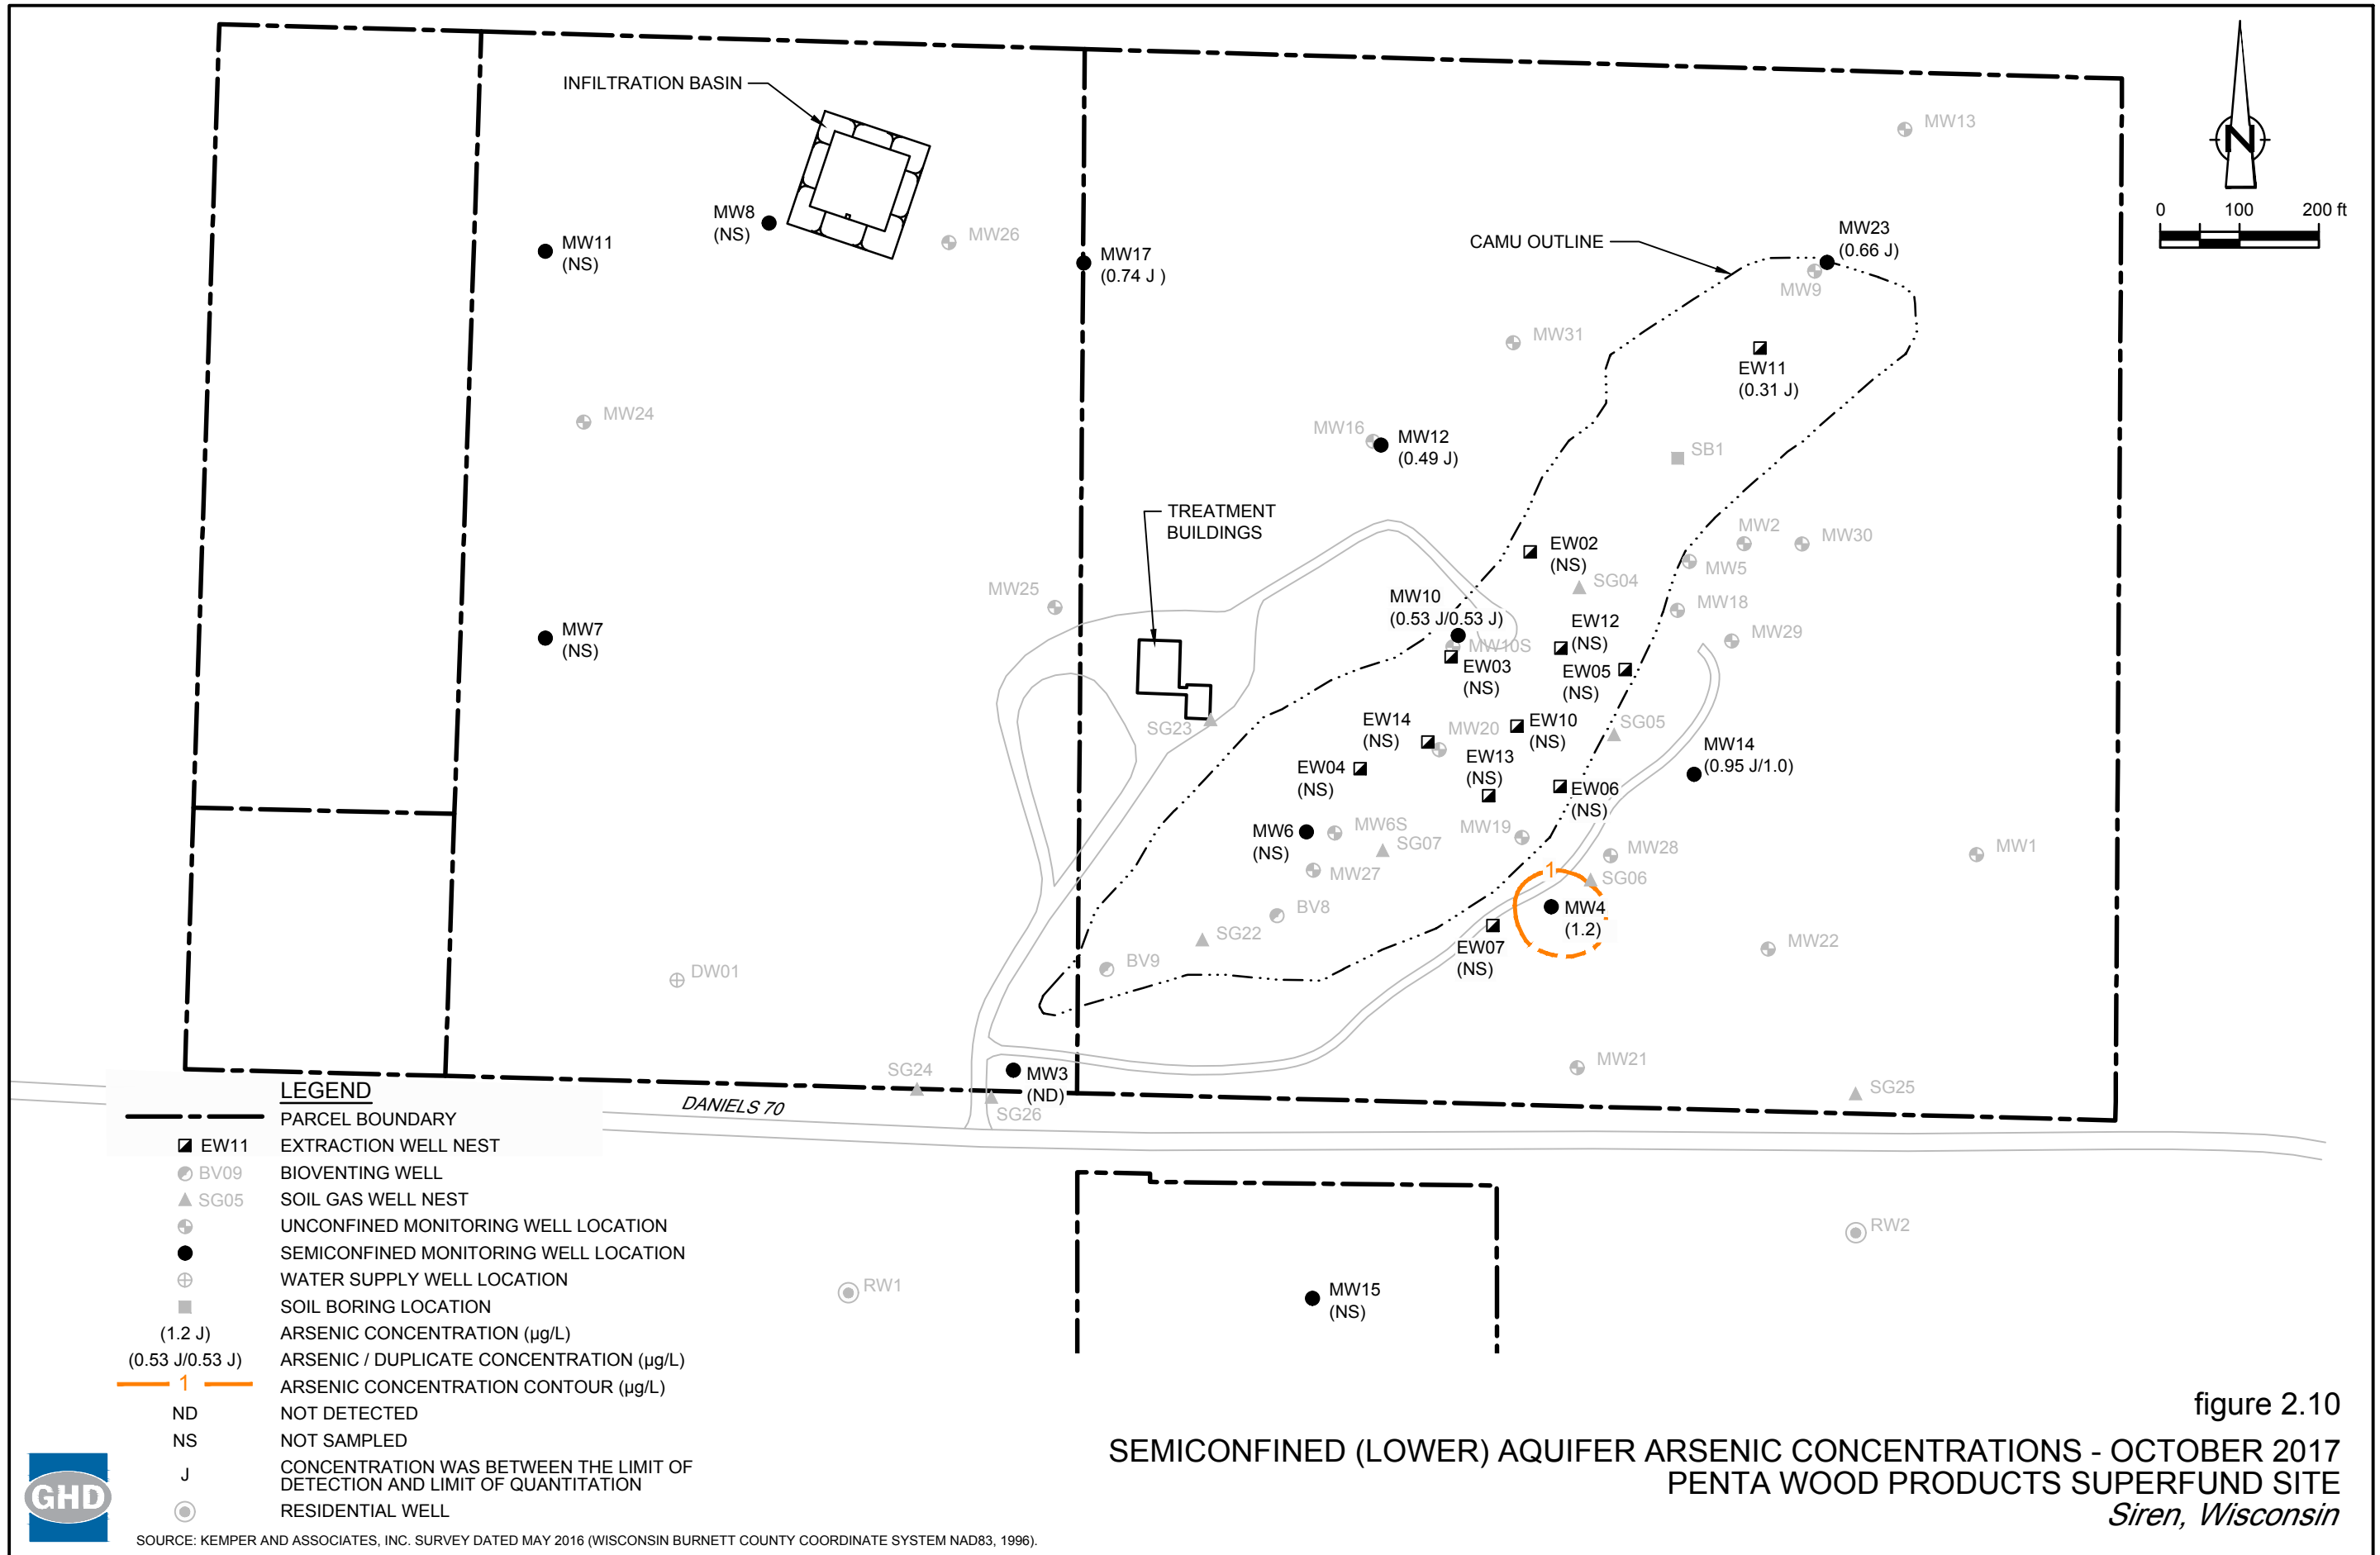 INFILTRATION BASIN
MW13
0 100 200 ft
MW8
(NS)
MW26
MW11
(NS)
MW17
(0.74 J )
CAMU OUTLINE
MW23
(0.66 J)
MW9
MW31
EW11
(0.31 J)
MW24
MW16
MW12
(0.49 J)
SB1
TREATMENT
BUILDINGS
MW2
MW30
EW02
(NS)
MW5
SG04
MW25
MW10
(0.53 J/0.53 J)
MW18
EW12
(NS)
MW29
MW7
(NS)
MW10S
EW03
(NS)
EW05
(NS)
SG23
EW14
(NS)
MW20
EW10
(NS)
SG05
MW14
(0.95 J/1.0)
EW13
(NS)
EW04
(NS)
EW06
(NS)
MW6
(NS)
MW6S
SG07
MW19
MW28
MW1
MW27
1
SG06
BV8
MW4
(1.2)
SG22
EW07
(NS)
MW22
BV9
DW01
MW21
SG24
MW3
(ND)
SG26
SG25
DANIELS 70
RW2
RW1
MW15
(NS)
LEGEND
PARCEL BOUNDARY
EW11 EXTRACTION WELL NEST
BV09 BIOVENTING WELL
SG05 SOIL GAS WELL NEST
UNCONFINED MONITORING WELL LOCATION
SEMICONFINED MONITORING WELL LOCATION
WATER SUPPLY WELL LOCATION
SOIL BORING LOCATION
(1.2 J) ARSENIC CONCENTRATION (µg/L)
(0.53 J/0.53 J) ARSENIC / DUPLICATE CONCENTRATION (µg/L)
1 ARSENIC CONCENTRATION CONTOUR (µg/L)
ND NOT DETECTED
NS NOT SAMPLED
J CONCENTRATION WAS BETWEEN THE LIMIT OF
DETECTION AND LIMIT OF QUANTITATION
RESIDENTIAL WELL
GHD
SOURCE: KEMPER AND ASSOCIATES, INC. SURVEY DATED MAY 2016 (WISCONSIN BURNETT COUNTY COORDINATE SYSTEM NAD83, 1996).
figure 2.10
SEMICONFINED (LOWER) AQUIFER ARSENIC CONCENTRATIONS - OCTOBER 2017
PENTA WOOD PRODUCTS SUPERFUND SITE
Siren, Wisconsin
N